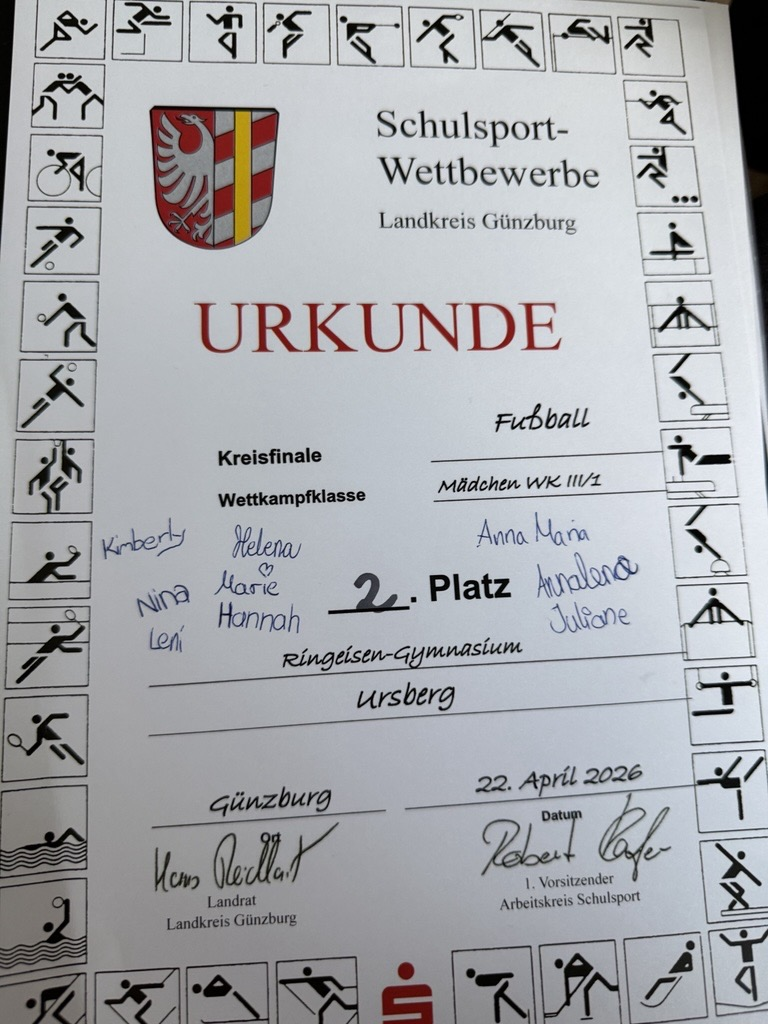 Schulsport-
Wettbewerbe
Landkreis Günzburg
URKUNDE
Kreisfinale Fußball
Wettkampfklasse Mädchen WK III/1
Kimberly Helena Anna Maria
Nina Marie 2. Platz Annalena
Leni Hannah Juliane
Ringeisen-Gymnasium
Ursberg
Günzburg 22. April 2026
Ort Datum
Hans Robert
Landrat 1. Vorsitzender
Landkreis Günzburg Arbeitskreis Schulsport